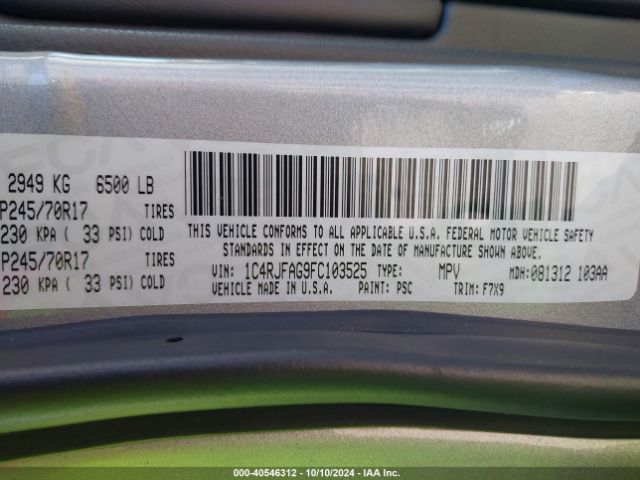 2949 KG 6500 LB
P245/70R17 TIRES
230 KPA ( 33 PSI) COLD
P245/70R17 TIRES
230 KPA ( 33 PSI) COLD
THIS VEHICLE CONFORMS TO ALL APPLICABLE U.S.A. FEDERAL MOTOR VEHICLE SAFETY
STANDARDS IN EFFECT ON THE DATE OF MANUFACTURE SHOWN ABOVE.
VIN: 1C4RJFAG9FC103525 TYPE: MPV MDH:081312 103AA
VEHICLE MADE IN U.S.A. PAINT: PSC TRIM: F7X9
000-40546312 - 10/10/2024 - IAA Inc.